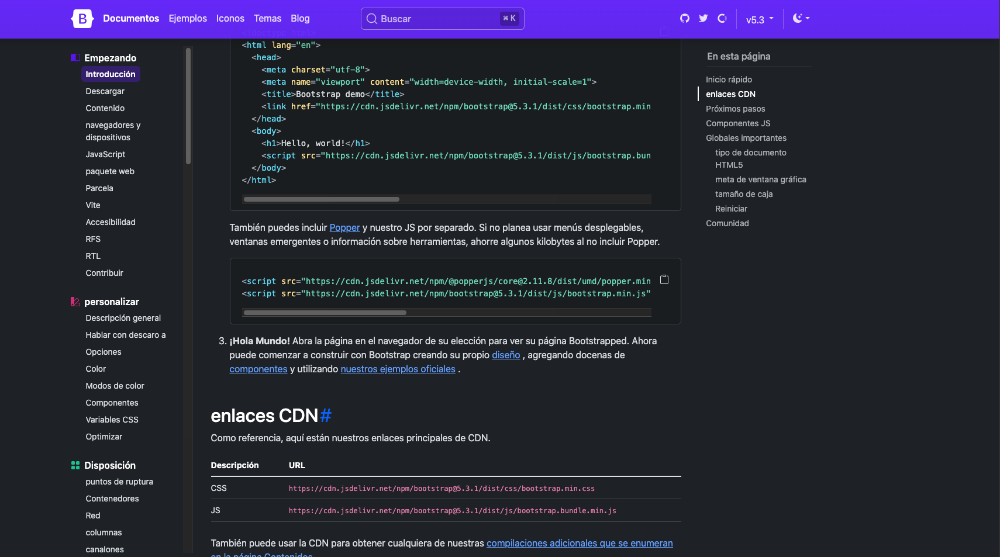 B Documentos Ejemplos Iconos Temas Blog Buscar ⌘ K v5.3
Empezando
Introducción
Descargar
Contenido
navegadores y
dispositivos
JavaScript
paquete web
Parcela
Vite
Accesibilidad
RFS
RTL
Contribuir
personalizar
Descripción general
Hablar con descaro a
Opciones
Color
Modos de color
Componentes
Variables CSS
Optimizar
Disposición
puntos de ruptura
Contenedores
Red
columnas
canalones
<!doctype html>
<html lang="en">
<head>
<meta charset="utf-8">
<meta name="viewport" content="width=device-width, initial-scale=1">
<title>Bootstrap demo</title>
<link href="https://cdn.jsdelivr.net/npm/bootstrap@5.3.1/dist/css/bootstrap.min
</head>
<body>
<h1>Hello, world!</h1>
<script src="https://cdn.jsdelivr.net/npm/bootstrap@5.3.1/dist/js/bootstrap.bun
</body>
</html>
También puedes incluir Popper y nuestro JS por separado. Si no planea usar menús desplegables,
ventanas emergentes o información sobre herramientas, ahorre algunos kilobytes al no incluir Popper.
<script src="https://cdn.jsdelivr.net/npm/@popperjs/core@2.11.8/dist/umd/popper.min
<script src="https://cdn.jsdelivr.net/npm/bootstrap@5.3.1/dist/js/bootstrap.min.js"
3. ¡Hola Mundo! Abra la página en el navegador de su elección para ver su página Bootstrapped. Ahora
puede comenzar a construir con Bootstrap creando su propio diseño , agregando docenas de
componentes y utilizando nuestros ejemplos oficiales .
enlaces CDN#
Como referencia, aquí están nuestros enlaces principales de CDN.
Descripción URL
CSS https://cdn.jsdelivr.net/npm/bootstrap@5.3.1/dist/css/bootstrap.min.css
JS https://cdn.jsdelivr.net/npm/bootstrap@5.3.1/dist/js/bootstrap.bundle.min.js
También puede usar la CDN para obtener cualquiera de nuestras compilaciones adicionales que se enumeran
en la página Contenidos
En esta página
Inicio rápido
enlaces CDN
Próximos pasos
Componentes JS
Globales importantes
tipo de documento
HTML5
meta de ventana gráfica
tamaño de caja
Reiniciar
Comunidad